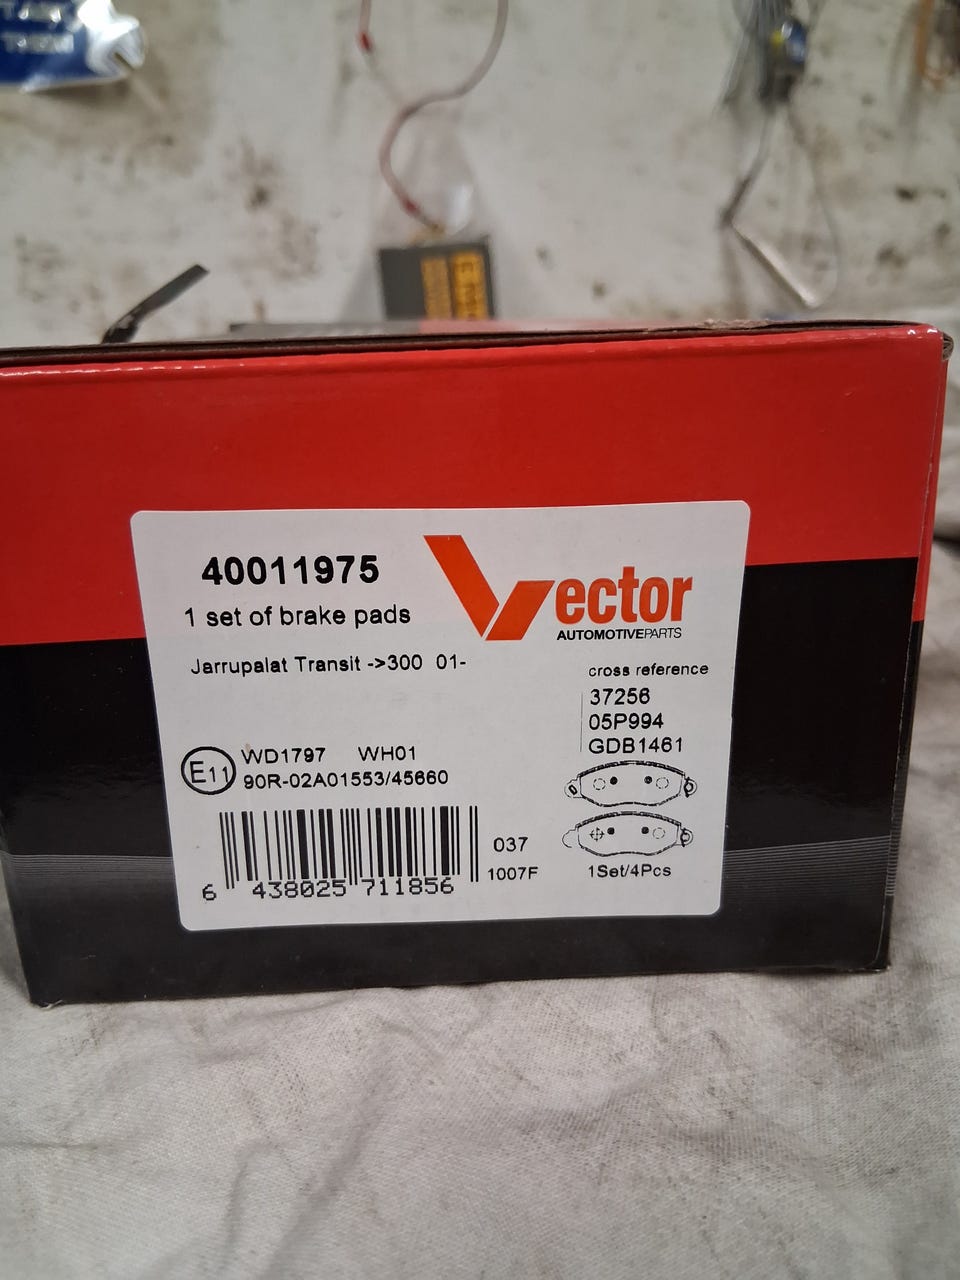 40011975
Vector
AUTOMOTIVEPARTS
1 set of brake pads
Jarrupalat Transit ->300 01-
cross reference
37256
05P994
GDB1461
E11
WD1797 WH01
90R-02A01553/45660
037
1007F
1Set/4Pcs
6 438025 711856